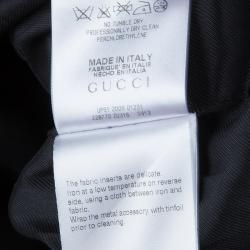 NO TUMBLE DRY
PROFESSIONALLY DRY CLEAN
PERCHLORETHYLENE
MADE IN ITALY
FABRIQUÉ EN ITALIE
HECHO EN ITALIA
GUCCI
The fabric inserts are delicate.
Iron at a low temperature on reverse
side, using a cloth between iron and
fabric.
Wrap the metal accessory with tinfoil
prior to cleaning.